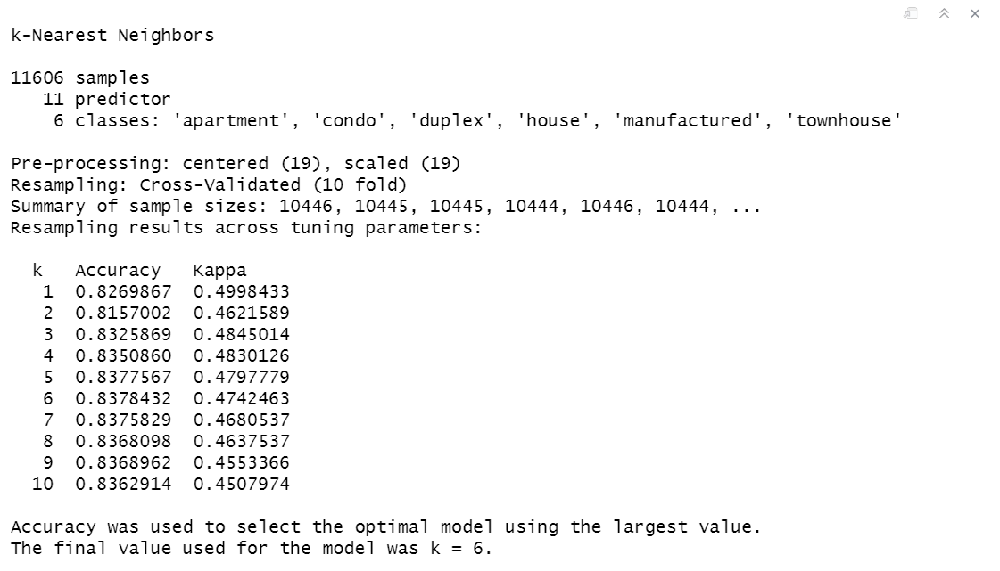 k-Nearest Neighbors
11606 samples
11 predictor
6 classes: 'apartment', 'condo', 'duplex', 'house', 'manufactured', 'townhouse'
Pre-processing: centered (19), scaled (19)
Resampling: Cross-Validated (10 fold)
Summary of sample sizes: 10446, 10445, 10445, 10444, 10446, 10444, ...
Resampling results across tuning parameters:
k Accuracy Kappa
1 0.8269867 0.4998433
2 0.8157002 0.4621589
3 0.8325869 0.4845014
4 0.8350860 0.4830126
5 0.8377567 0.4797779
6 0.8378432 0.4742463
7 0.8375829 0.4680537
8 0.8368098 0.4637537
9 0.8368962 0.4553366
10 0.8362914 0.4507974
Accuracy was used to select the optimal model using the largest value.
The final value used for the model was k = 6.